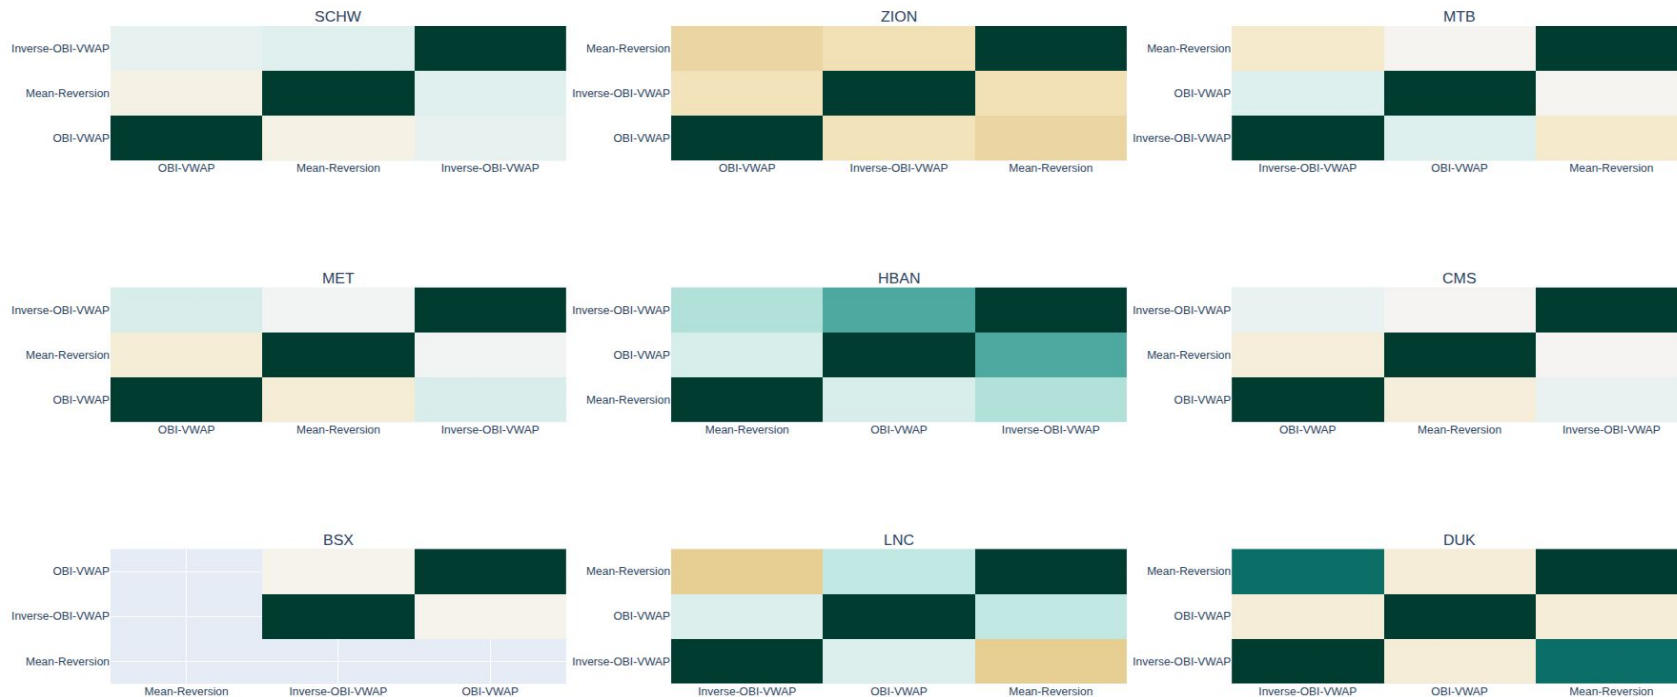 SCHW
ZION
MTB
Inverse-OBI-VWAP
Mean-Reversion
OBI-VWAP
OBI-VWAP Mean-Reversion Inverse-OBI-VWAP
Mean-Reversion
Inverse-OBI-VWAP
OBI-VWAP
OBI-VWAP Inverse-OBI-VWAP Mean-Reversion
Mean-Reversion
OBI-VWAP
Inverse-OBI-VWAP
Inverse-OBI-VWAP OBI-VWAP Mean-Reversion
MET
HBAN
CMS
Inverse-OBI-VWAP
Mean-Reversion
OBI-VWAP
OBI-VWAP Mean-Reversion Inverse-OBI-VWAP
Inverse-OBI-VWAP
OBI-VWAP
Mean-Reversion
Mean-Reversion OBI-VWAP Inverse-OBI-VWAP
Inverse-OBI-VWAP
Mean-Reversion
OBI-VWAP
OBI-VWAP Mean-Reversion Inverse-OBI-VWAP
BSX
LNC
DUK
OBI-VWAP
Inverse-OBI-VWAP
Mean-Reversion
Mean-Reversion Inverse-OBI-VWAP OBI-VWAP
Mean-Reversion
OBI-VWAP
Inverse-OBI-VWAP
Inverse-OBI-VWAP OBI-VWAP Mean-Reversion
Mean-Reversion
OBI-VWAP
Inverse-OBI-VWAP
Inverse-OBI-VWAP OBI-VWAP Mean-Reversion